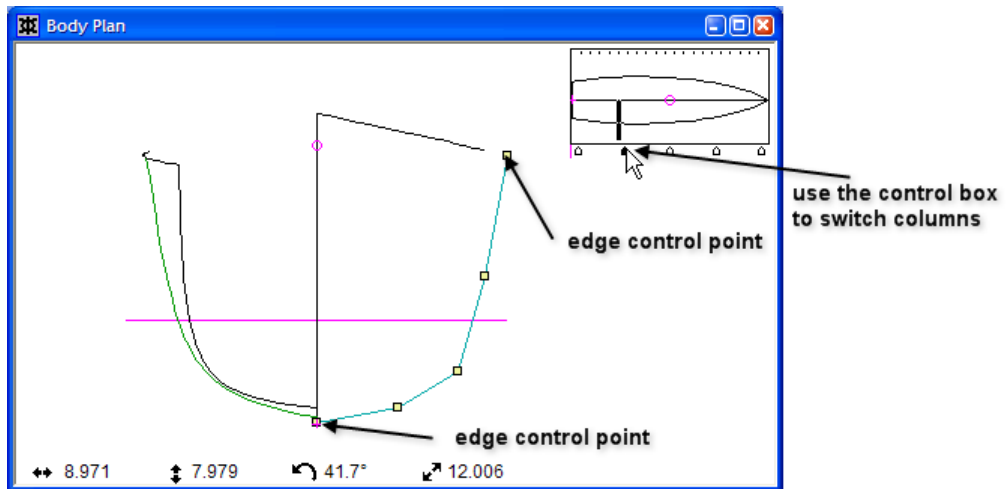 Body Plan
use the control box
to switch columns
edge control point
edge control point
8.971 7.979 41.7° 12.006